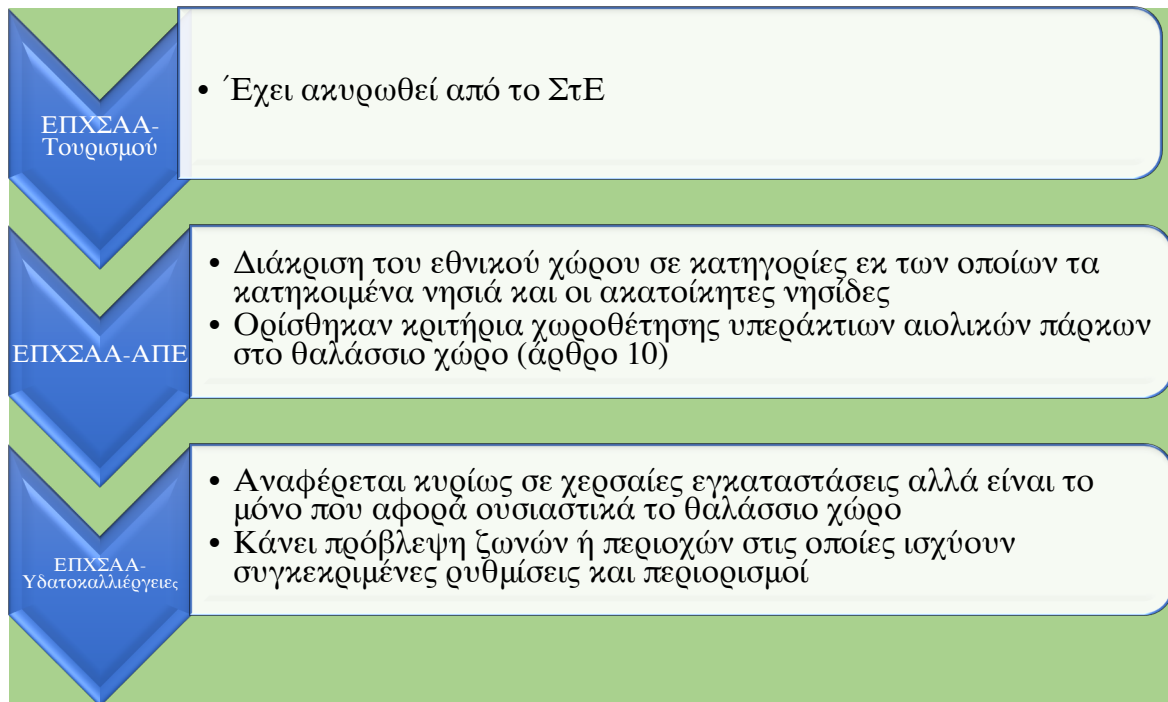 ΕΠΧΣΑΑ-
Τουρισμού
• Έχει ακυρωθεί από το ΣτΕ
ΕΠΧΣΑΑ-ΑΠΕ
• Διάκριση του εθνικού χώρου σε κατηγορίες εκ των οποίων τα
κατηκοιμένα νησιά και οι ακατοίκητες νησίδες
• Ορίσθηκαν κριτήρια χωροθέτησης υπεράκτιων αιολικών πάρκων
στο θαλάσσιο χώρο (άρθρο 10)
ΕΠΧΣΑΑ-
Υδατοκαλλιέργειες
• Αναφέρεται κυρίως σε χερσαίες εγκαταστάσεις αλλά είναι το
μόνο που αφορά ουσιαστικά το θαλάσσιο χώρο
• Κάνει πρόβλεψη ζωνών ή περιοχών στις οποίες ισχύουν
συγκεκριμένες ρυθμίσεις και περιορισμοί